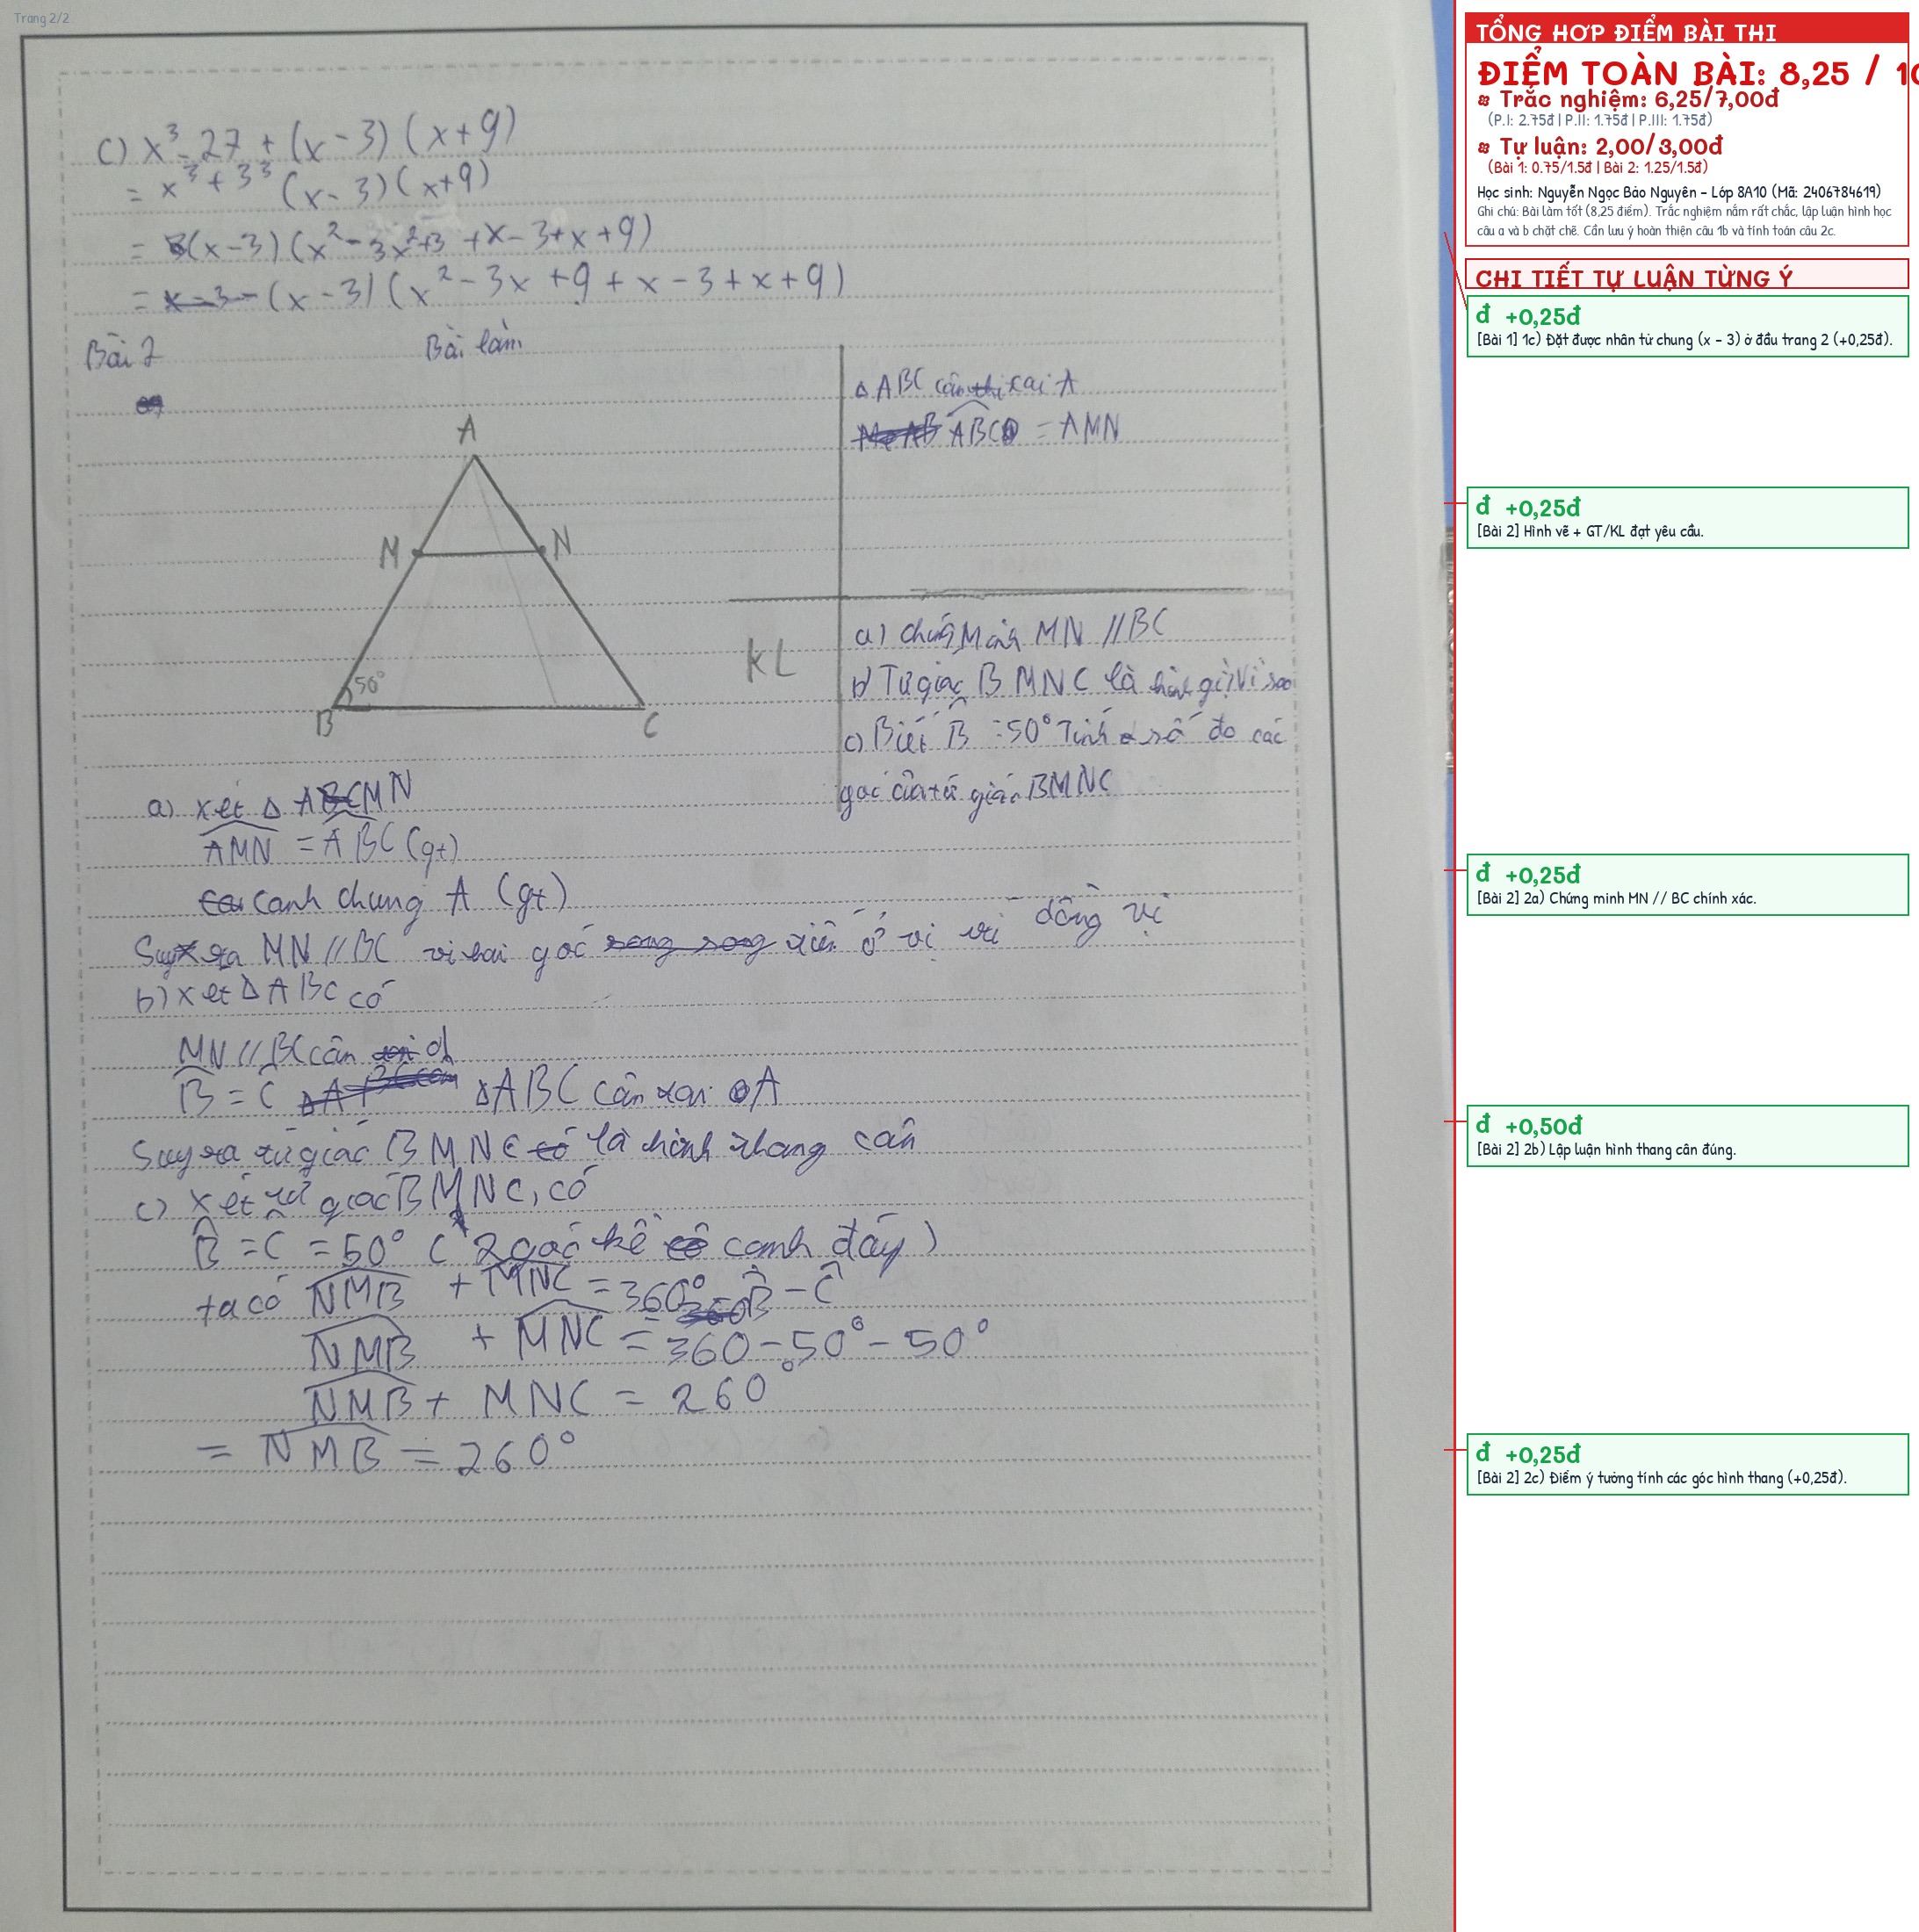 Trang 2/2
c) x³ - 27 + (x - 3) (x + 9)
= x³ + 3³ (x - 3) (x + 9)
= (x - 3) (x² - 3x² + 3 + x - 3 + x + 9)
= x - 3 - (x - 3) (x² - 3x + 9 + x - 3 + x + 9)
Bài 2
Bài làm
Δ ABC cân tại A
ABC = AMN
A
M
N
50°
B
C
KL
a) chứng Minh MN // BC
b) Tứ giác BMNC là hình gì? Vì sao
c) Biết B̂ = 50° Tính số đo các
góc của tứ giác BMNC
a) xét Δ AMN
AMN = ABC (gt)
canh chung A (gt)
Suy ra MN // BC vì hai góc trên ở vị trí đồng vị
b) xét Δ ABC có
MN // BC cân
B̂ = Ĉ Δ ABC cân tại A
Suy ra tứ giác BMNC là hình thang cân
c) xét tứ giác BMNC, có
B̂ = Ĉ = 50° (2 góc kề canh đáy)
ta có NMB + MNC = 360° - B̂ - Ĉ
NMB + MNC = 360 - 50° - 50°
NMB + MNC = 260°
= NMB = 260°
TỔNG HỢP ĐIỂM BÀI THI
ĐIỂM TOÀN BÀI: 8,25 / 10
Trắc nghiệm: 6,25/7,00đ
(P.I: 2.75đ | P.II: 1.75đ | P.III: 1.75đ)
Tự luận: 2,00/3,00đ
(Bài 1: 0.75/1.5đ | Bài 2: 1.25/1.5đ)
Học sinh: Nguyễn Ngọc Bảo Nguyên - Lớp 8A10 (Mã: 2406784619)
Ghi chú: Bài làm tốt (8,25 điểm). Trắc nghiệm nắm rất chắc, lập luận hình học
câu a và b chặt chẽ. Cần lưu ý hoàn thiện câu 1b và tính toán câu 2c.
CHI TIẾT TỰ LUẬN TỪNG Ý
đ +0,25đ
[Bài 1] 1c) Đặt được nhân tử chung (x - 3) ở đầu trang 2 (+0,25đ).
đ +0,25đ
[Bài 2] Hình vẽ + GT/KL đạt yêu cầu.
đ +0,25đ
[Bài 2] 2a) Chứng minh MN // BC chính xác.
đ +0,50đ
[Bài 2] 2b) Lập luận hình thang cân đúng.
đ +0,25đ
[Bài 2] 2c) Điểm ý tưởng tính các góc hình thang (+0,25đ).